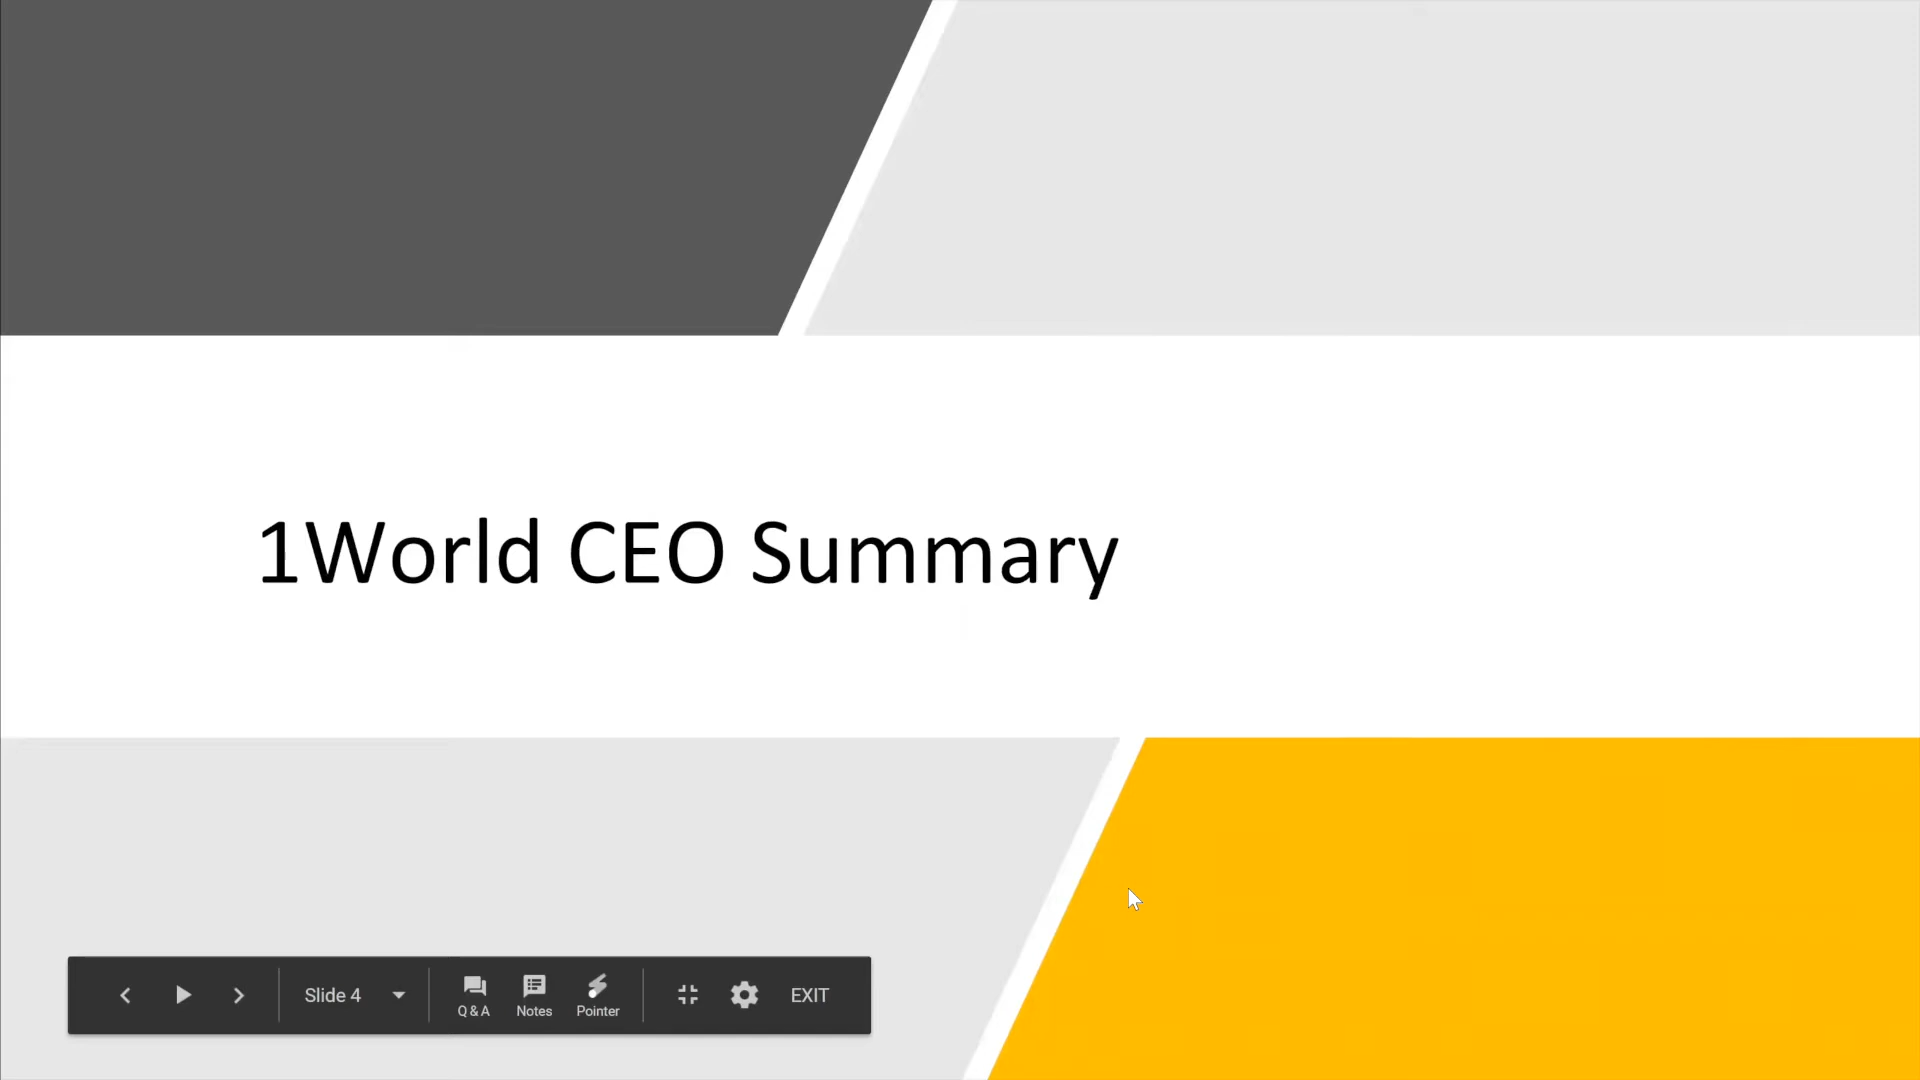 1World CEO Summary
Slide 4
Q & A
Notes
Pointer
EXIT